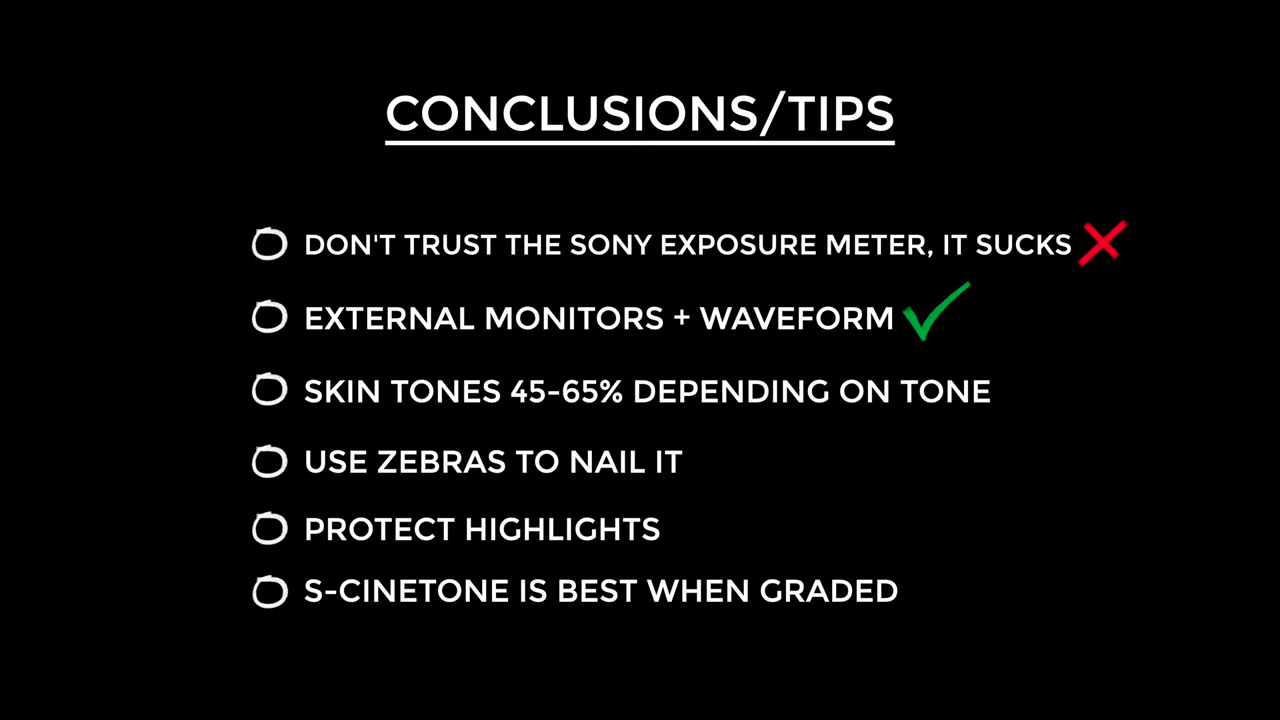 CONCLUSIONS/TIPS
DON'T TRUST THE SONY EXPOSURE METER, IT SUCKS
EXTERNAL MONITORS + WAVEFORM
SKIN TONES 45-65% DEPENDING ON TONE
USE ZEBRAS TO NAIL IT
PROTECT HIGHLIGHTS
S-CINETONE IS BEST WHEN GRADED